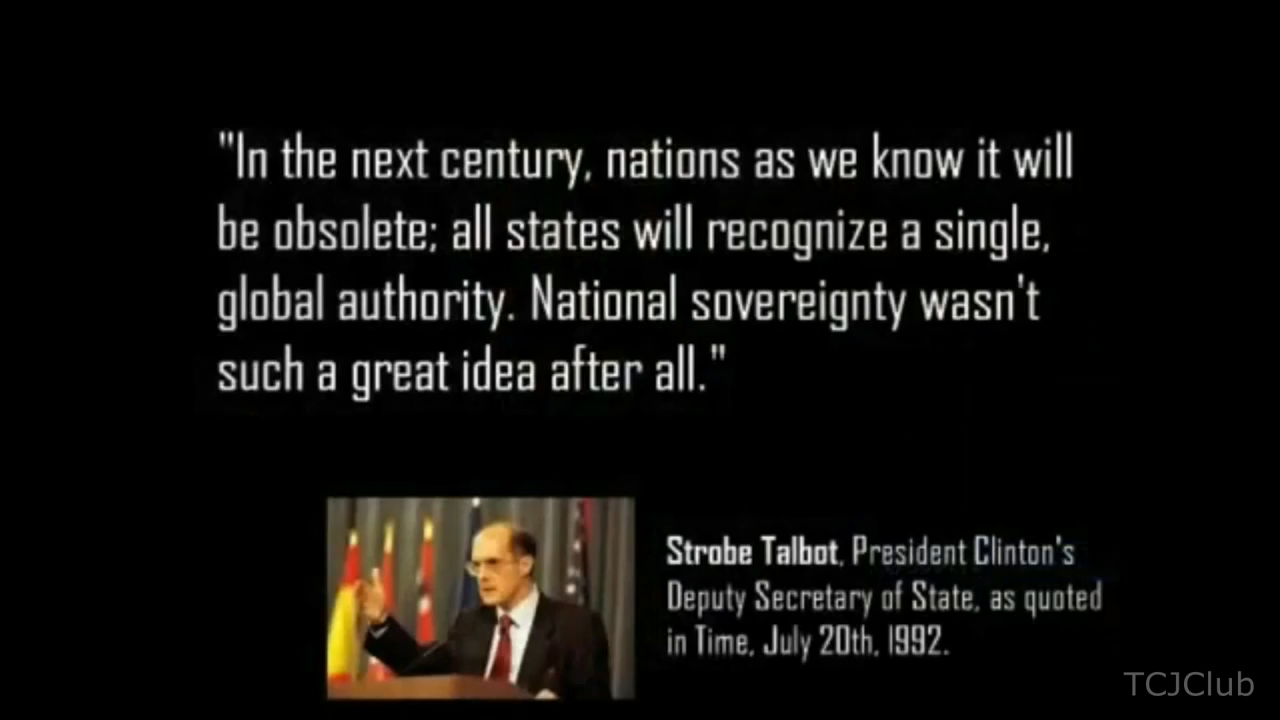 "In the next century, nations as we know it will
be obsolete; all states will recognize a single,
global authority. National sovereignty wasn't
such a great idea after all."
Strobe Talbot, President Clinton's
Deputy Secretary of State, as quoted
in Time, July 20th, 1992.
TCJClub